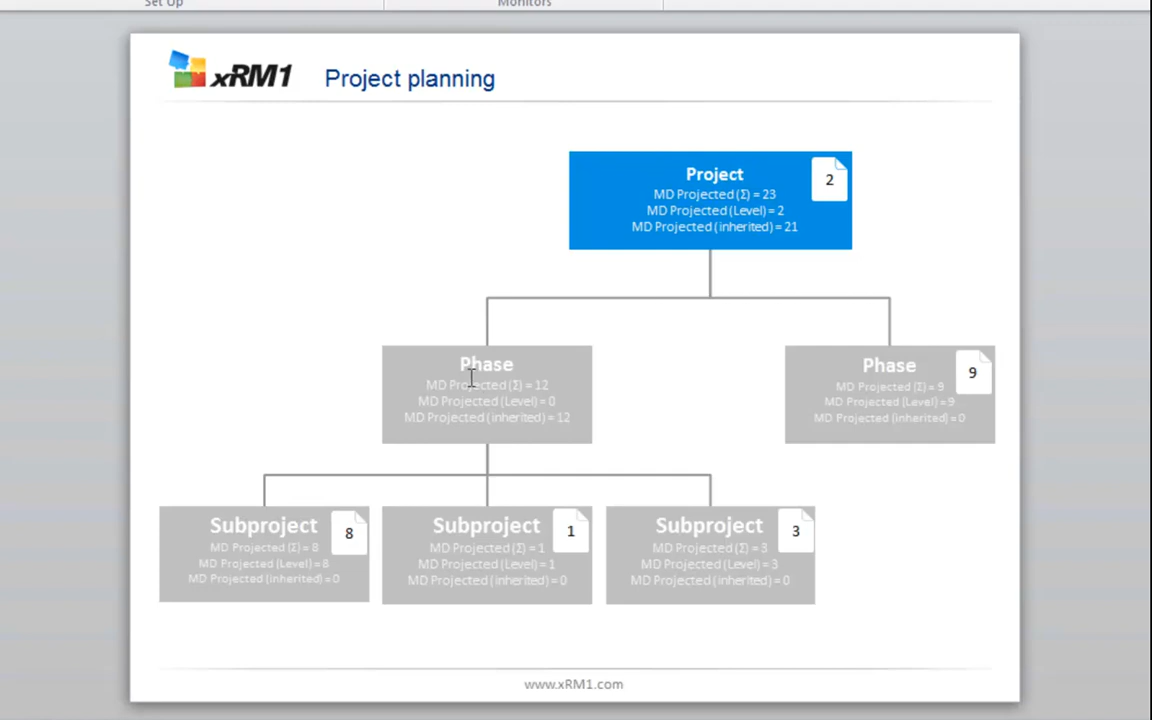 Set Up
Monitors
xRM1
Project planning
Project
2
MD Projected (Σ) = 23
MD Projected (Level) = 2
MD Projected (inherited) = 21
Phase
MD Projected (Σ) = 12
MD Projected (Level) = 0
MD Projected (inherited) = 12
Phase
9
MD Projected (Σ) = 9
MD Projected (Level) = 9
MD Projected (inherited) = 0
Subproject
8
MD Projected (Σ) = 8
MD Projected (Level) = 8
MD Projected (inherited) = 0
Subproject
1
MD Projected (Σ) = 1
MD Projected (Level) = 1
MD Projected (inherited) = 0
Subproject
3
MD Projected (Σ) = 3
MD Projected (Level) = 3
MD Projected (inherited) = 0
www.xRM1.com